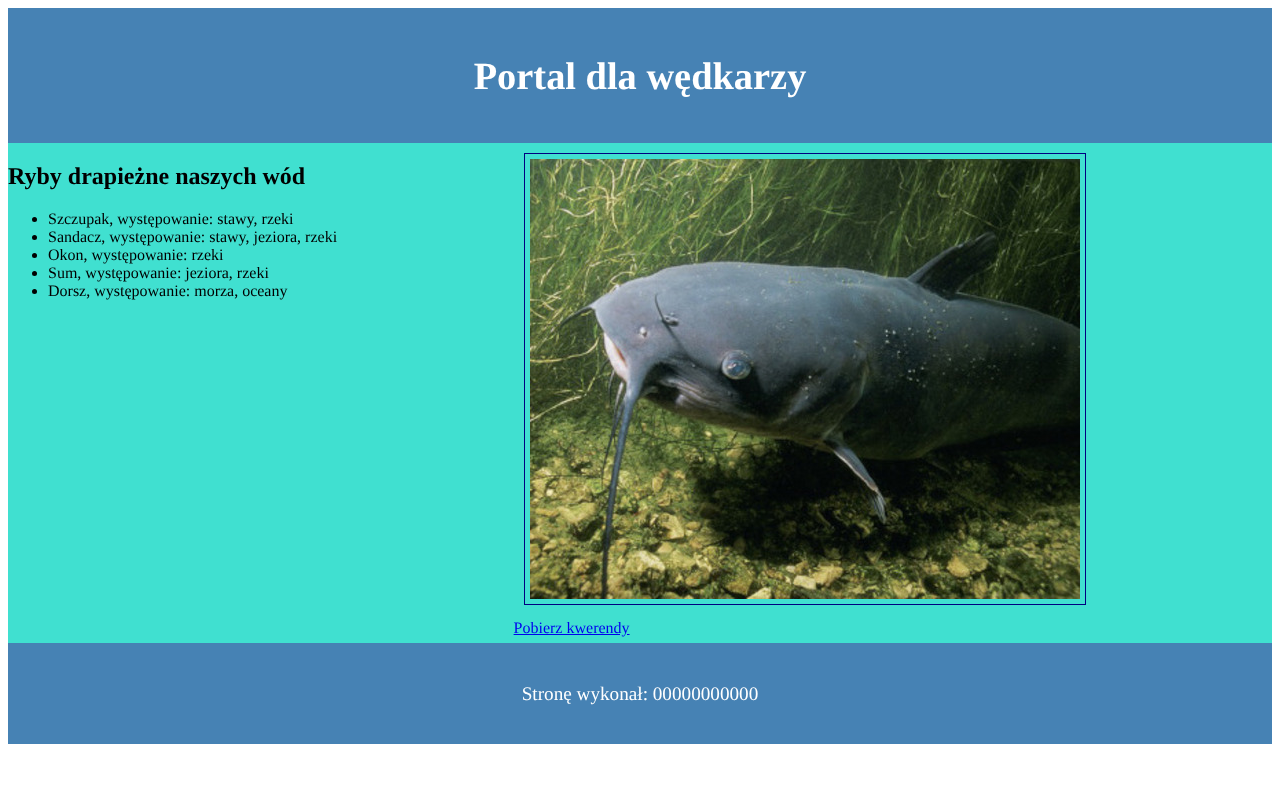 Portal dla wędkarzy
Ryby drapieżne naszych wód
Szczupak, występowanie: stawy, rzeki
Sandacz, występowanie: stawy, jeziora, rzeki
Okon, występowanie: rzeki
Sum, występowanie: jeziora, rzeki
Dorsz, występowanie: morza, oceany
Pobierz kwerendy
Stronę wykonał: 00000000000